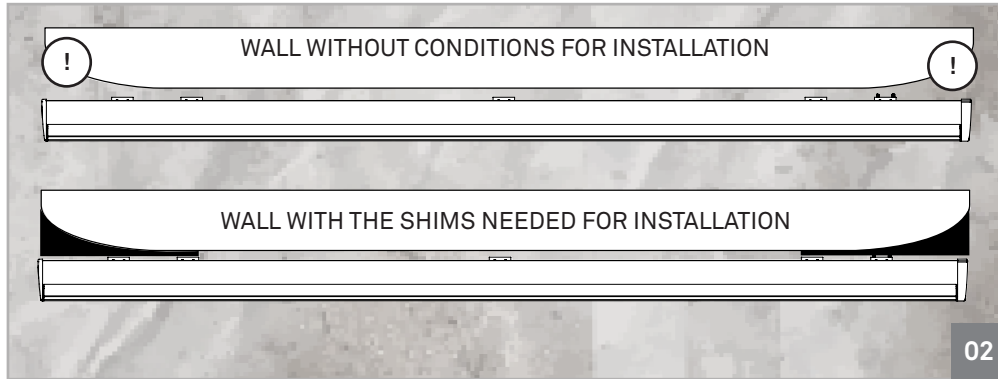 WALL WITHOUT CONDITIONS FOR INSTALLATION
!
!
WALL WITH THE SHIMS NEEDED FOR INSTALLATION
02